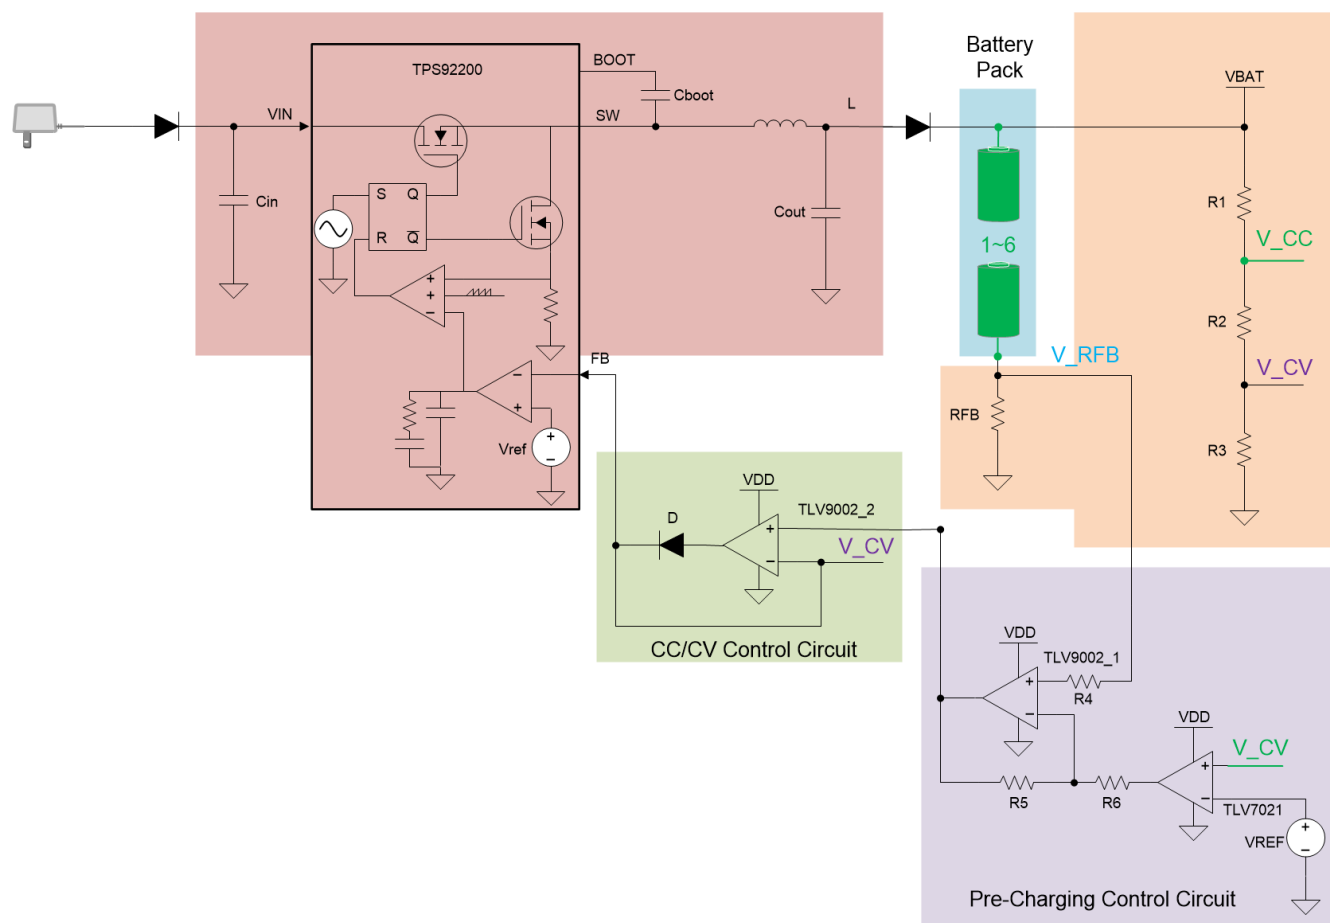 Battery
Pack
TPS92200
BOOT
VBAT
Cboot
VIN
SW
L
S
Q
R
Q̅
Cin
Cout
R1
V_CC
1~6
+
+
−
R2
FB
V_RFB
V_CV
−
+
RFB
Vref
+
−
R3
VDD
TLV9002_2
D
+
−
V_CV
CC/CV Control Circuit
VDD
TLV9002_1
+
−
R4
VDD
V_CV
+
−
R5
R6
TLV7021
VREF
+
−
Pre-Charging Control Circuit